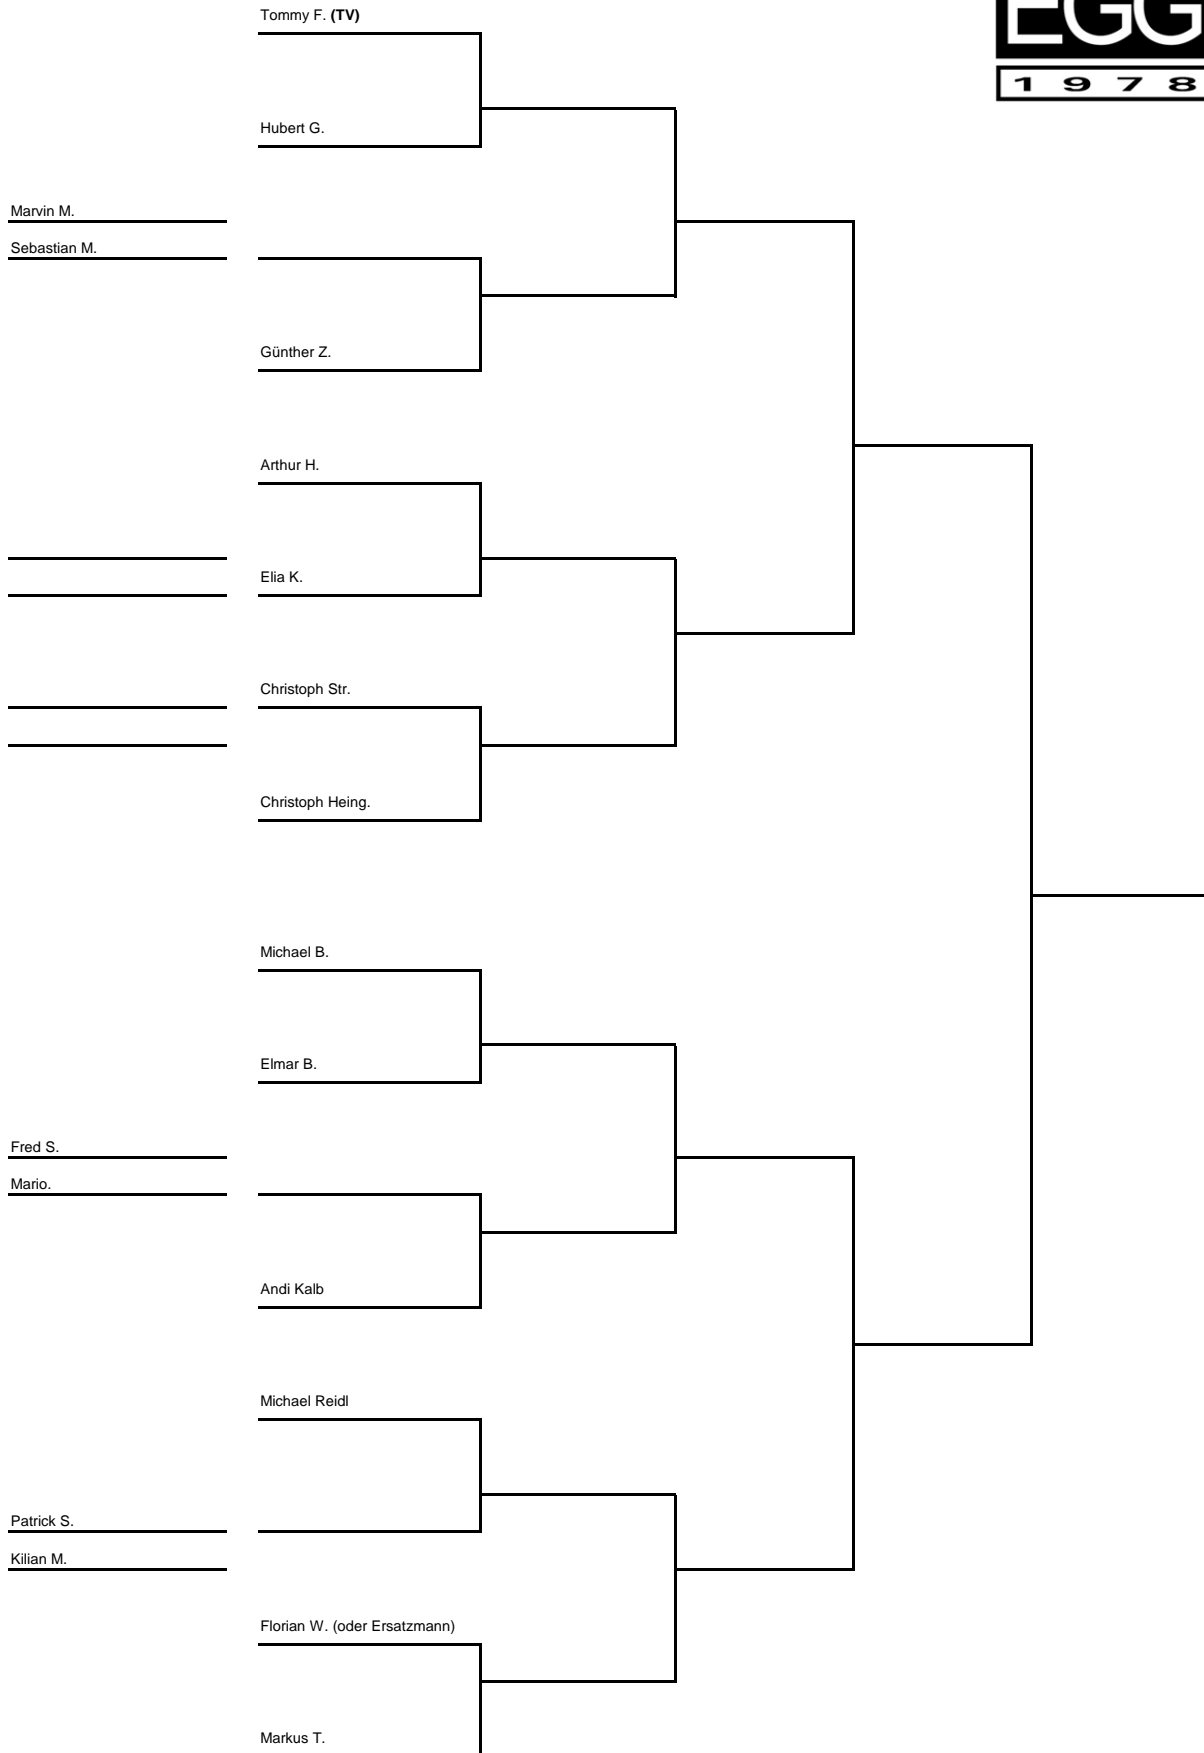 Tommy F. (TV)
EGG
1978
Hubert G.
Marvin M.
Sebastian M.
Günther Z.
Arthur H.
Elia K.
Christoph Str.
Christoph Heing.
Michael B.
Elmar B.
Fred S.
Mario.
Andi Kalb
Michael Reidl
Patrick S.
Kilian M.
Florian W. (oder Ersatzmann)
Markus T.